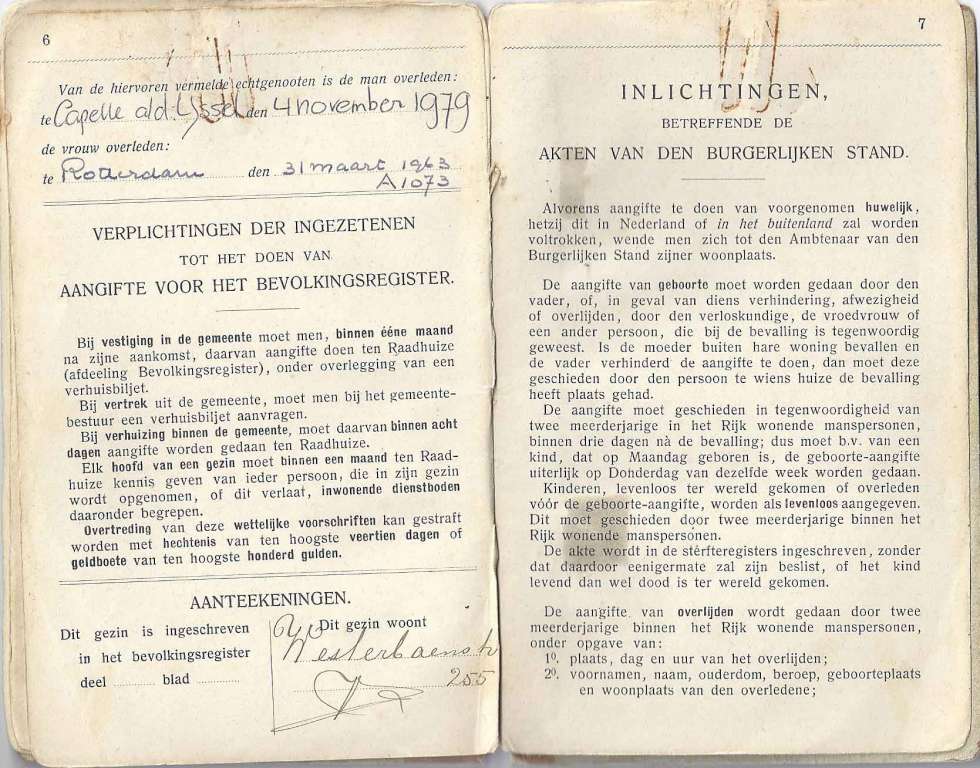 6
Van de hiervoren vermelde echtgenooten is de man overleden:
te Capelle a/d. IJssel den 4 november 1979
de vrouw overleden:
te Rotterdam den 31 maart 1963
A 1073
VERPLICHTINGEN DER INGEZETENEN
TOT HET DOEN VAN
AANGIFTE VOOR HET BEVOLKINGSREGISTER.
Bij vestiging in de gemeente moet men, binnen ééne maand
na zijne aankomst, daarvan aangifte doen ten Raadhuize
(afdeeling Bevolkingsregister), onder overlegging van een
verhuisbiljet.
Bij vertrek uit de gemeente, moet men bij het gemeente-
bestuur een verhuisbiljet aanvragen.
Bij verhuizing binnen de gemeente, moet daarvan binnen acht
dagen aangifte worden gedaan ten Raadhuize.
Elk hoofd van een gezin moet binnen een maand ten Raad-
huize kennis geven van ieder persoon, die in zijn gezin
wordt opgenomen, of dit verlaat, inwonende dienstboden
daaronder begrepen.
Overtreding van deze wettelijke voorschriften kan gestraft
worden met hechtenis van ten hoogste veertien dagen of
geldboete van ten hoogste honderd gulden.
AANTEEKENINGEN.
Dit gezin is ingeschreven
in het bevolkingsregister
deel ........ blad ........
Dit gezin woont
Westerbaenstr
255
7
INLICHTINGEN,
BETREFFENDE DE
AKTEN VAN DEN BURGERLIJKEN STAND.
Alvorens aangifte te doen van voorgenomen huwelijk,
hetzij dit in Nederland of in het buitenland zal worden
voltrokken, wende men zich tot den Ambtenaar van den
Burgerlijken Stand zijner woonplaats.
De aangifte van geboorte moet worden gedaan door den
vader, of, in geval van diens verhindering, afwezigheid
of overlijden, door den verloskundige, de vroedvrouw of
een ander persoon, die bij de bevalling is tegenwoordig
geweest. Is de moeder buiten hare woning bevallen en
de vader verhinderd de aangifte te doen, dan moet deze
geschieden door den persoon te wiens huize de bevalling
heeft plaats gehad.
De aangifte moet geschieden in tegenwoordigheid van
twee meerderjarige in het Rijk wonende manspersonen,
binnen drie dagen nà de bevalling; dus moet b.v. van een
kind, dat op Maandag geboren is, de geboorte-aangifte
uiterlijk op Donderdag van dezelfde week worden gedaan.
Kinderen, levenloos ter wereld gekomen of overleden
vóór de geboorte-aangifte, worden als levenloos aangegeven.
Dit moet geschieden door twee meerderjarige binnen het
Rijk wonende manspersonen.
De akte wordt in de stérfteregisters ingeschreven, zonder
dat daardoor eenigermate zal zijn beslist, of het kind
levend dan wel dood is ter wereld gekomen.
De aangifte van overlijden wordt gedaan door twee
meerderjarige binnen het Rijk wonende manspersonen,
onder opgave van:
1º. plaats, dag en uur van het overlijden;
2º. voornamen, naam, ouderdom, beroep, geboorteplaats
en woonplaats van den overledene;